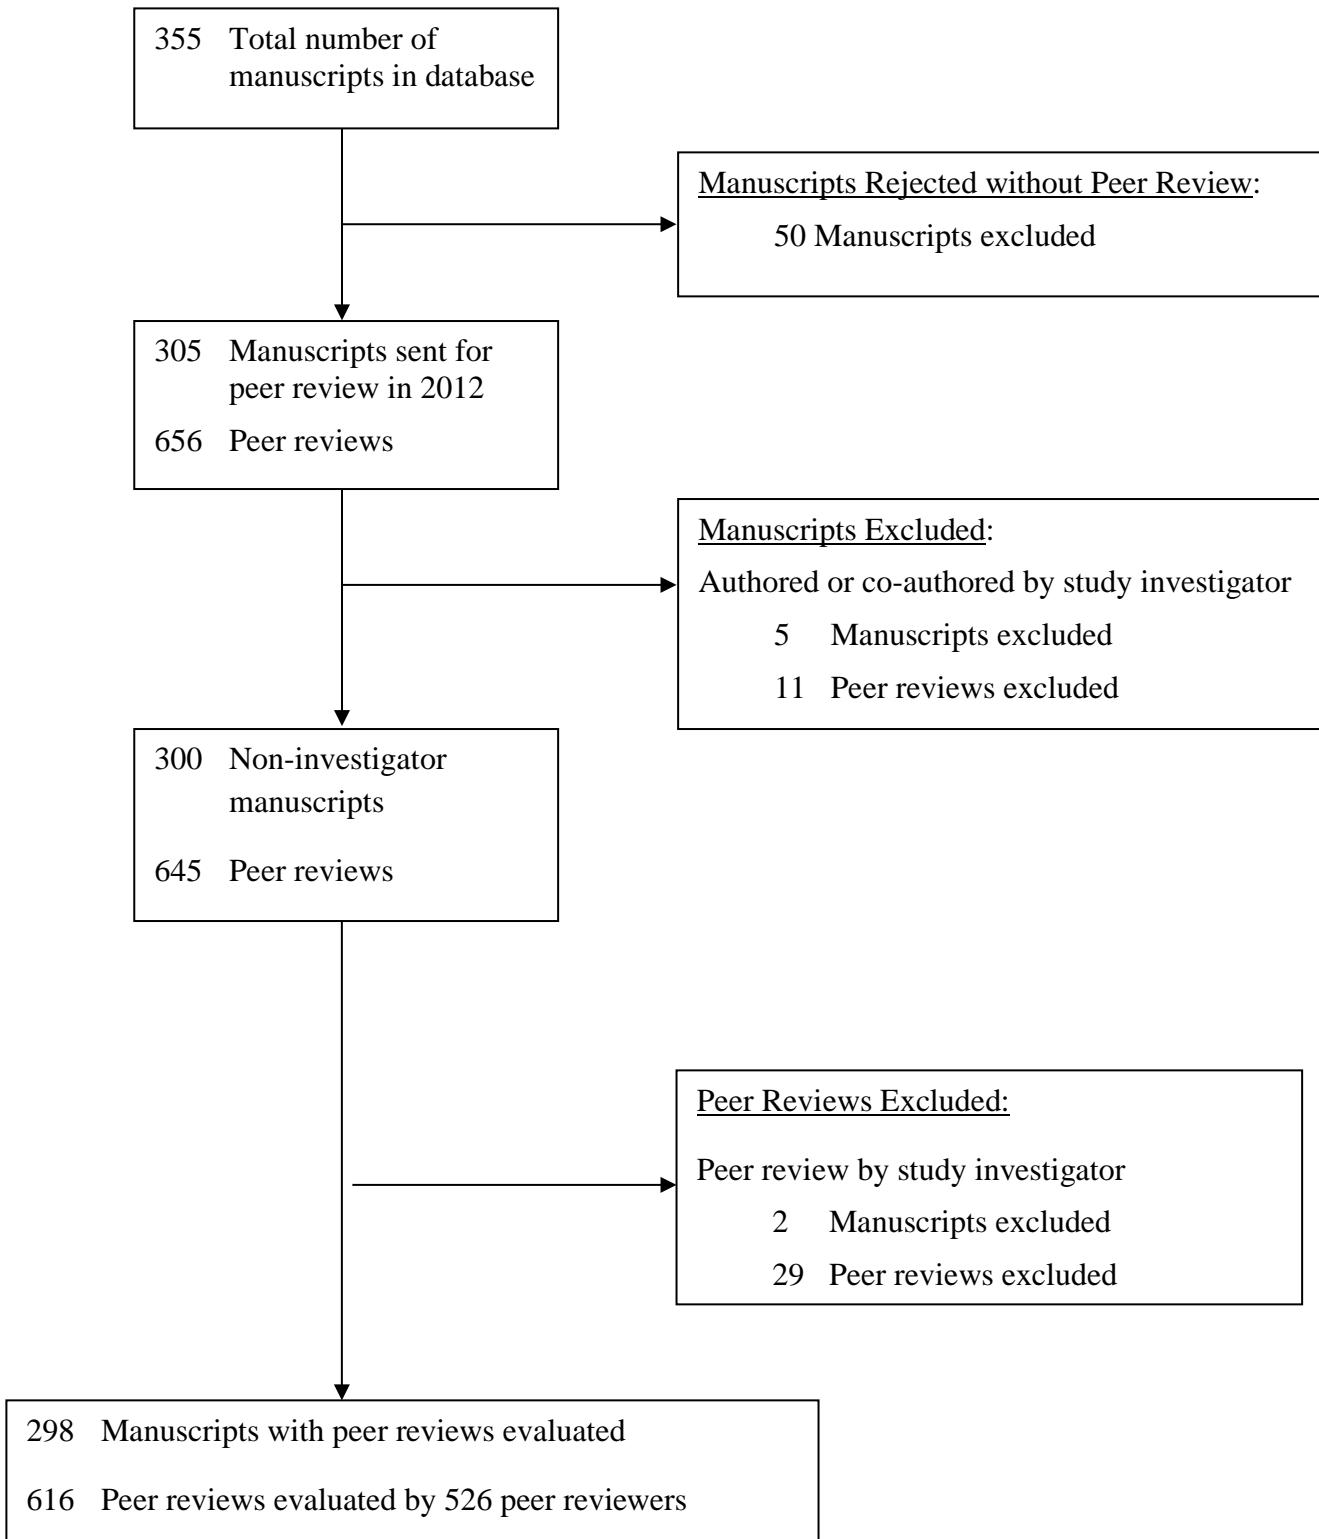 355 Total number of
manuscripts in database
Manuscripts Rejected without Peer Review:
50 Manuscripts excluded
305 Manuscripts sent for
peer review in 2012
656 Peer reviews
Manuscripts Excluded:
Authored or co-authored by study investigator
5 Manuscripts excluded
11 Peer reviews excluded
300 Non-investigator
manuscripts
645 Peer reviews
Peer Reviews Excluded:
Peer review by study investigator
2 Manuscripts excluded
29 Peer reviews excluded
298 Manuscripts with peer reviews evaluated
616 Peer reviews evaluated by 526 peer reviewers